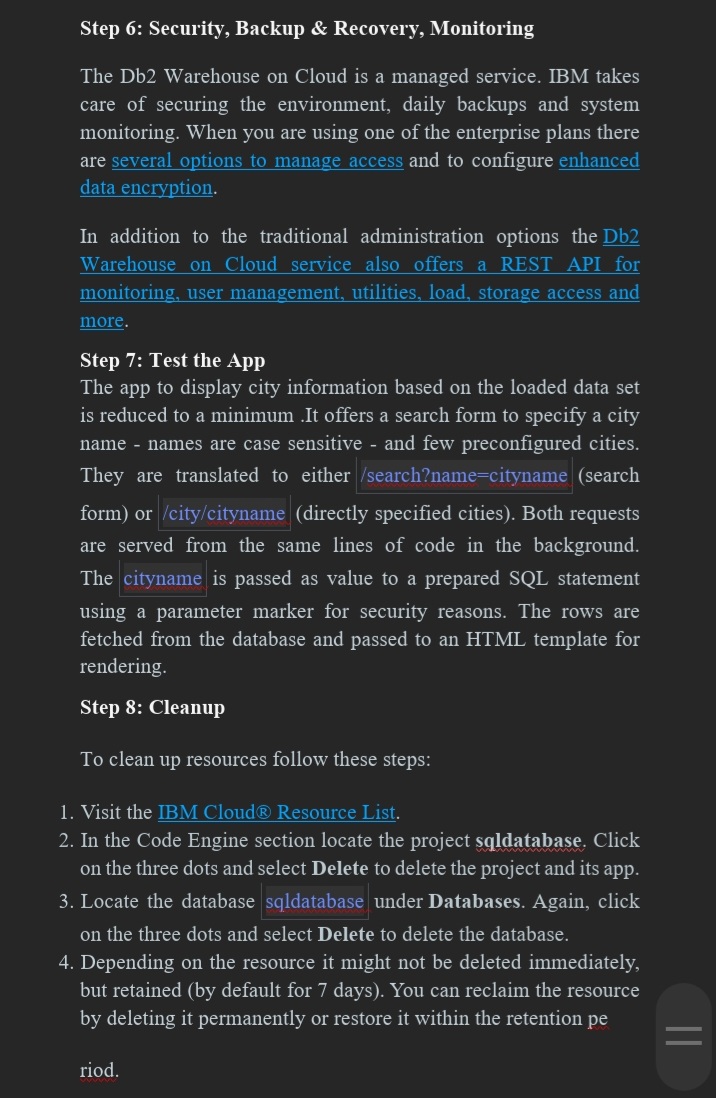 Step 6: Security, Backup & Recovery, Monitoring
The Db2 Warehouse on Cloud is a managed service. IBM takes
care of securing the environment, daily backups and system
monitoring. When you are using one of the enterprise plans there
are several options to manage access and to configure enhanced
data encryption.
In addition to the traditional administration options the Db2
Warehouse on Cloud service also offers a REST API for
monitoring, user management, utilities, load, storage access and
more.
Step 7: Test the App
The app to display city information based on the loaded data set
is reduced to a minimum .It offers a search form to specify a city
name - names are case sensitive - and few preconfigured cities.
They are translated to either /search?name=cityname (search
form) or /city/cityname (directly specified cities). Both requests
are served from the same lines of code in the background.
The cityname is passed as value to a prepared SQL statement
using a parameter marker for security reasons. The rows are
fetched from the database and passed to an HTML template for
rendering.
Step 8: Cleanup
To clean up resources follow these steps:
1. Visit the IBM Cloud® Resource List.
2. In the Code Engine section locate the project sqldatabase. Click
on the three dots and select Delete to delete the project and its app.
3. Locate the database sqldatabase under Databases. Again, click
on the three dots and select Delete to delete the database.
4. Depending on the resource it might not be deleted immediately,
but retained (by default for 7 days). You can reclaim the resource
by deleting it permanently or restore it within the retention pe
riod.